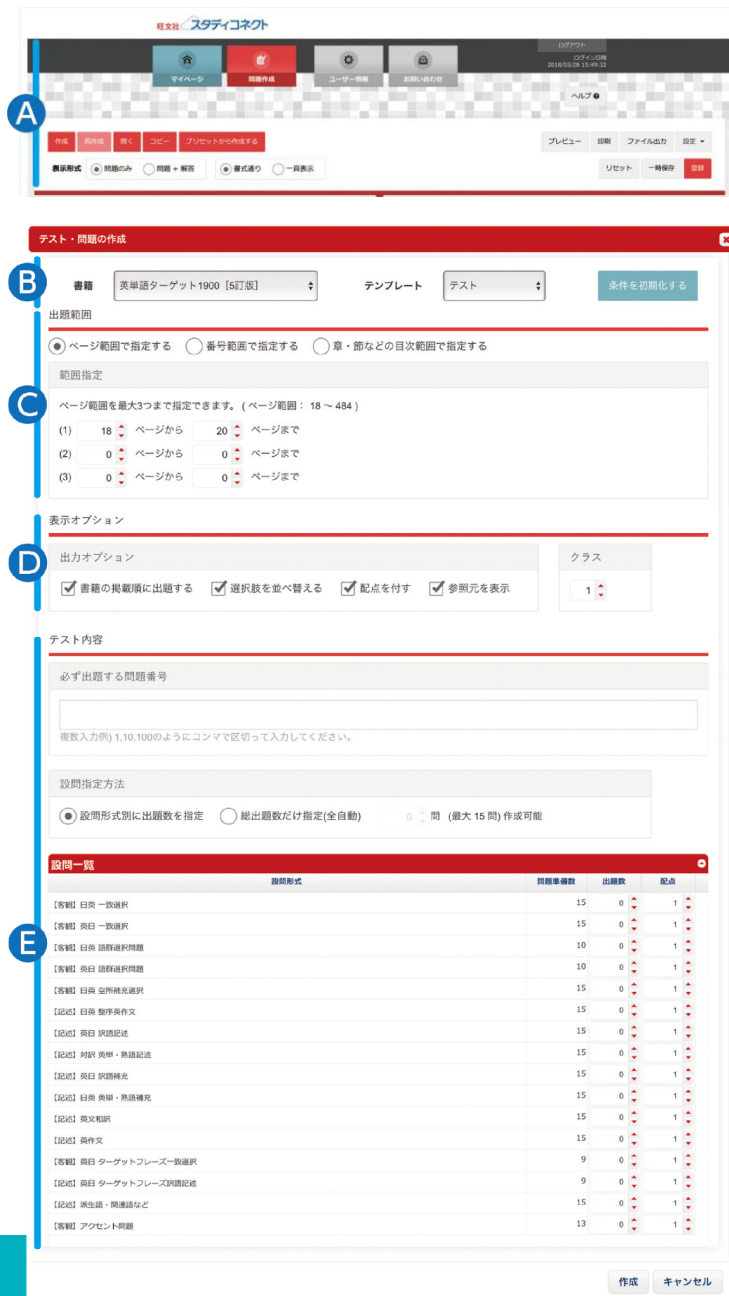 旺文社 スタディコネクト
ログアウト
ログイン日時
2018/03/28 15:49:32
マイページ 問題作成 ユーザー情報 お問い合わせ
ヘルプ
A
作成 再作成 開く コピー プリセットから作成する プレビュー 印刷 ファイル出力 設定
表示形式 問題のみ 問題 + 解答 書式通り 一頁表示 リセット 一時保存 登録
テスト・問題の作成
B
書籍 英単語ターゲット1900 [5訂版] テンプレート テスト 条件を初期化する
出題範囲
ページ範囲で指定する 番号範囲で指定する 章・節などの目次範囲で指定する
範囲指定
C
ページ範囲を最大3つまで指定できます。 ( ページ範囲: 18 ~ 484 )
(1) 18 ページから 20 ページまで
(2) 0 ページから 0 ページまで
(3) 0 ページから 0 ページまで
表示オプション
D
出力オプション クラス
書籍の掲載順に出題する 選択肢を並べ替える 配点を付す 参照元を表示 1
テスト内容
必ず出題する問題番号
複数入力例) 1,10,100のようにコンマで区切って入力してください。
設問指定方法
設問形式別に出題数を指定 総出題数だけ指定(全自動) 0 問 (最大 15 問) 作成可能
設問一覧
設問形式 問題準備数 出題数 配点
【客観】日英 一致選択 15 0 1
【客観】英日 一致選択 15 0 1
E
【客観】日英 語群選択問題 10 0 1
【客観】英日 語群選択問題 10 0 1
【客観】日英 空所補充選択 15 0 1
【記述】日英 整序英作文 15 0 1
【記述】英日 訳語記述 15 0 1
【記述】対訳 英単・熟語記述 15 0 1
【記述】英日 訳語補充 15 0 1
【記述】日英 英単・熟語補充 15 0 1
【記述】英文和訳 15 0 1
【記述】英作文 15 0 1
【客観】英日 ターゲットフレーズ一致選択 9 0 1
【記述】英日 ターゲットフレーズ訳語記述 9 0 1
【記述】派生語・関連語など 15 0 1
【客観】アクセント問題 13 0 1
作成 キャンセル